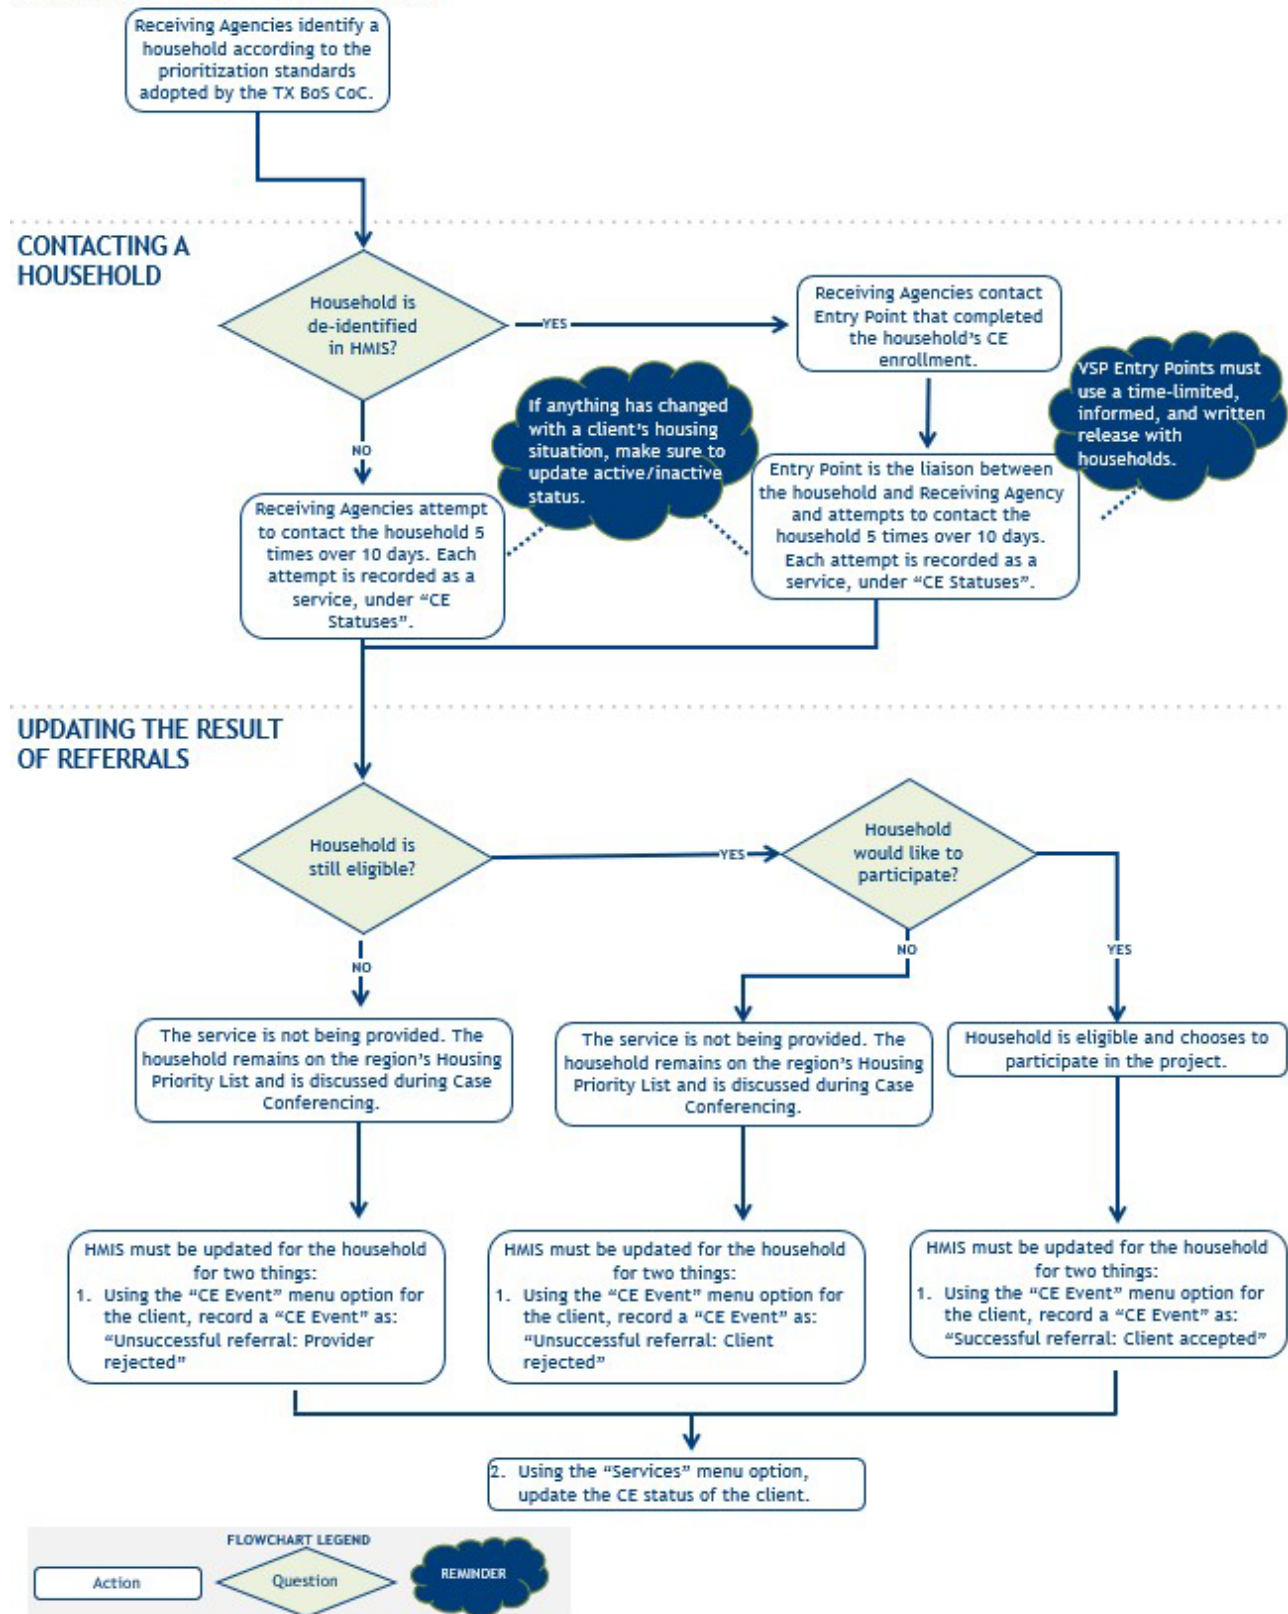 Receiving Agencies identify a
household according to the
prioritization standards
adopted by the TX BoS CoC.
CONTACTING A
HOUSEHOLD
Household is
de-identified
in HMIS?
YES
Receiving Agencies contact
Entry Point that completed
the household's CE
enrollment.
VSP Entry Points must
use a time-limited,
informed, and written
release with
households.
If anything has changed
with a client's housing
situation, make sure to
update active/inactive
status.
NO
Receiving Agencies attempt
to contact the household 5
times over 10 days. Each
attempt is recorded as a
service, under “CE
Statuses”.
Entry Point is the liaison between
the household and Receiving Agency
and attempts to contact the
household 5 times over 10 days.
Each attempt is recorded as a
service, under “CE Statuses”.
UPDATING THE RESULT
OF REFERRALS
Household is
still eligible?
YES
Household
would like to
participate?
NO
NO
YES
The service is not being provided. The
household remains on the region's Housing
Priority List and is discussed during Case
Conferencing.
The service is not being provided. The
household remains on the region's Housing
Priority List and is discussed during Case
Conferencing.
Household is eligible and chooses to
participate in the project.
HMIS must be updated for the household
for two things:
1. Using the “CE Event” menu option for
the client, record a “CE Event” as:
“Unsuccessful referral: Provider
rejected”
HMIS must be updated for the household
for two things:
1. Using the “CE Event” menu option for
the client, record a “CE Event” as:
“Unsuccessful referral: Client
rejected”
HMIS must be updated for the household
for two things:
1. Using the “CE Event” menu option for
the client, record a “CE Event” as:
“Successful referral: Client accepted”
2. Using the “Services” menu option,
update the CE status of the client.
FLOWCHART LEGEND
Action
Question
REMINDER